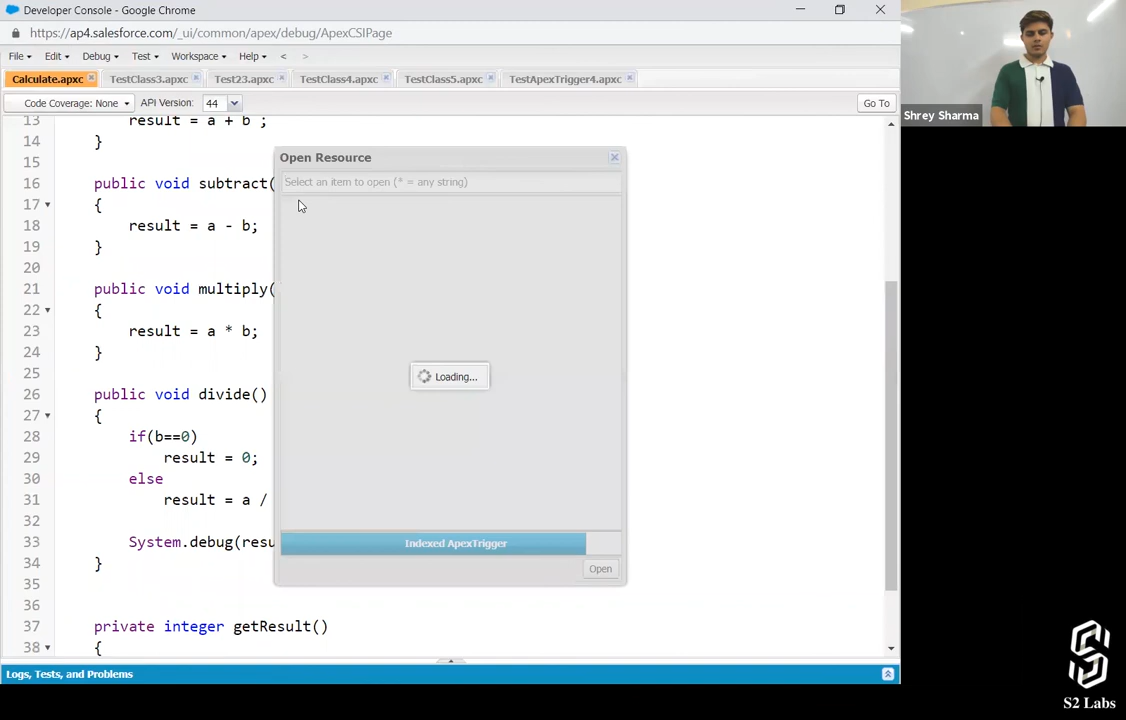 Developer Console - Google Chrome
https://ap4.salesforce.com/_ui/common/apex/debug/ApexCSIPage
File Edit Debug Test Workspace Help < >
Calculate.apxc TestClass3.apxc Test23.apxc TestClass4.apxc TestClass5.apxc TestApexTrigger4.apxc
Code Coverage: None API Version: 44 Go To
13 result = a + b ;
14 }
15
16 public void subtract(
17 {
18 result = a - b;
19 }
20
21 public void multiply(
22 {
23 result = a * b;
24 }
25
26 public void divide()
27 {
28 if(b==0)
29 result = 0;
30 else
31 result = a /
32
33 System.debug(resu
34 }
35
36
37 private integer getResult()
38 {
Open Resource
Select an item to open (* = any string)
Loading...
Indexed ApexTrigger
Open
Logs, Tests, and Problems
Shrey Sharma
S2 Labs